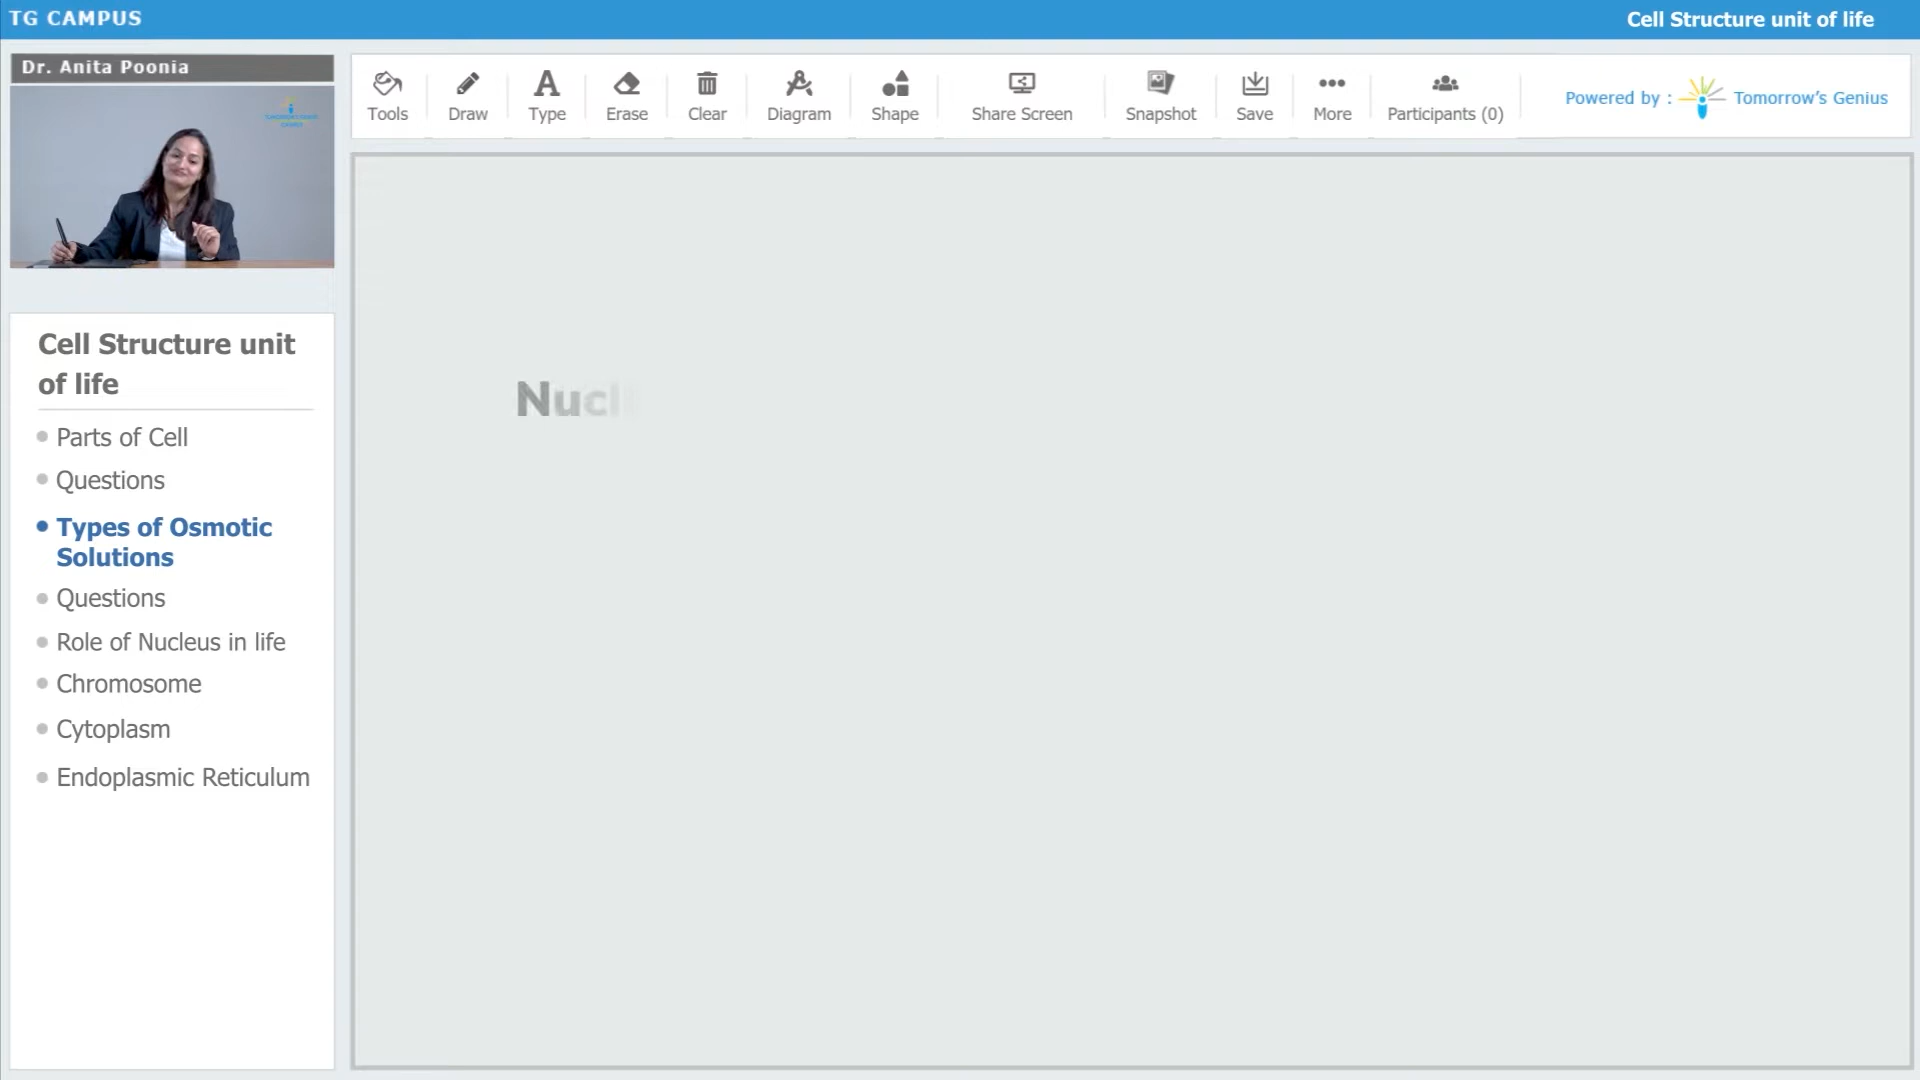 TG CAMPUS
Cell Structure unit of life
Dr. Anita Poonia
Tools
Draw
Type
Erase
Clear
Diagram
Shape
Share Screen
Snapshot
Save
More
Participants (0)
Powered by : Tomorrow's Genius
Cell Structure unit
of life
Parts of Cell
Questions
Types of Osmotic
Solutions
Questions
Role of Nucleus in life
Chromosome
Cytoplasm
Endoplasmic Reticulum
Nucl